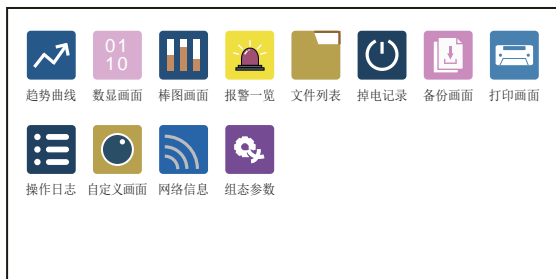 01
10
趋势曲线 数显画面 棒图画面 报警一览 文件列表 掉电记录 备份画面 打印画面
操作日志 自定义画面 网络信息 组态参数